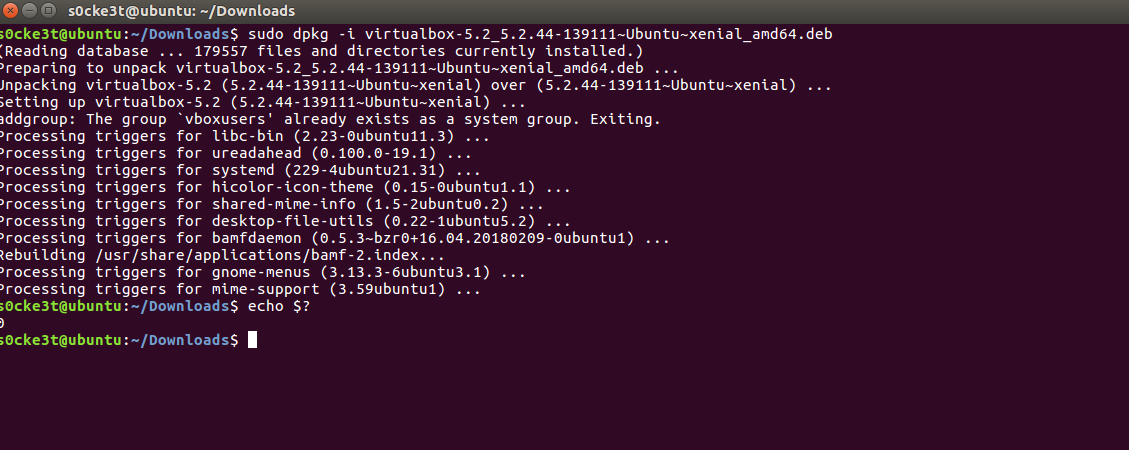 s0cke3t@ubuntu: ~/Downloads
s0cke3t@ubuntu:~/Downloads$ sudo dpkg -i virtualbox-5.2_5.2.44-139111~Ubuntu~xenial_amd64.deb
(Reading database ... 179557 files and directories currently installed.)
Preparing to unpack virtualbox-5.2_5.2.44-139111~Ubuntu~xenial_amd64.deb ...
Unpacking virtualbox-5.2 (5.2.44-139111~Ubuntu~xenial) over (5.2.44-139111~Ubuntu~xenial) ...
Setting up virtualbox-5.2 (5.2.44-139111~Ubuntu~xenial) ...
addgroup: The group `vboxusers' already exists as a system group. Exiting.
Processing triggers for libc-bin (2.23-0ubuntu11.3) ...
Processing triggers for ureadahead (0.100.0-19.1) ...
Processing triggers for systemd (229-4ubuntu21.31) ...
Processing triggers for hicolor-icon-theme (0.15-0ubuntu1.1) ...
Processing triggers for shared-mime-info (1.5-2ubuntu0.2) ...
Processing triggers for desktop-file-utils (0.22-1ubuntu5.2) ...
Processing triggers for bamfdaemon (0.5.3~bzr0+16.04.20180209-0ubuntu1) ...
Rebuilding /usr/share/applications/bamf-2.index...
Processing triggers for gnome-menus (3.13.3-6ubuntu3.1) ...
Processing triggers for mime-support (3.59ubuntu1) ...
s0cke3t@ubuntu:~/Downloads$ echo $?
0
s0cke3t@ubuntu:~/Downloads$